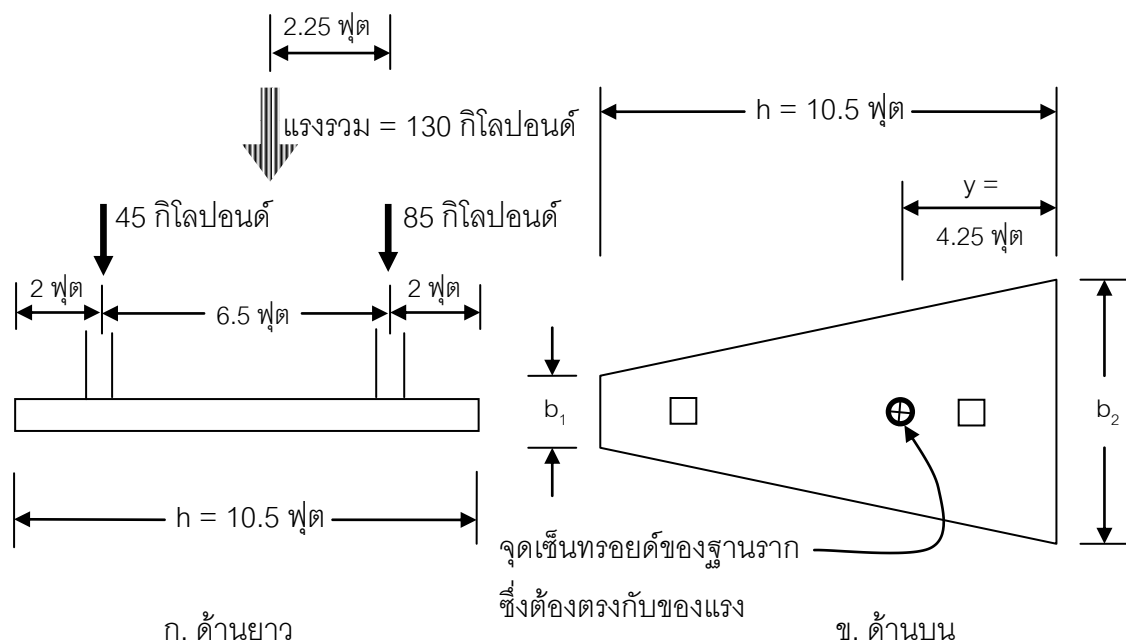 2.25 ฟุต
แรงรวม = 130 กิโลปอนด์
45 กิโลปอนด์
85 กิโลปอนด์
2 ฟุต
6.5 ฟุต
2 ฟุต
h = 10.5 ฟุต
ก. ด้านยาว
h = 10.5 ฟุต
y =
4.25 ฟุต
b₁
b₂
จุดเซ็นทรอยด์ของฐานราก
ซึ่งต้องตรงกับของแรง
ข. ด้านบน